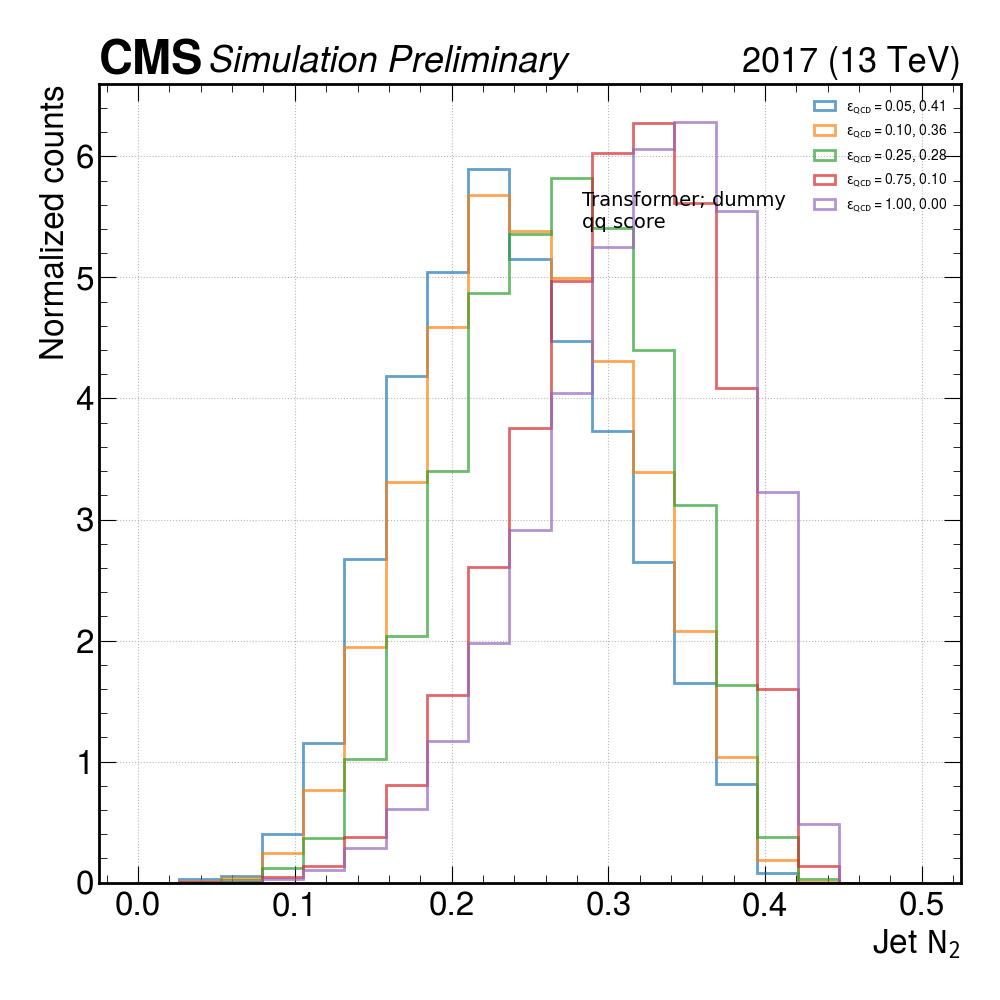 CMS Simulation Preliminary 2017 (13 TeV)
Normalized counts
6
5
4
3
2
1
0
ε_QCD = 0.05, 0.41
ε_QCD = 0.10, 0.36
ε_QCD = 0.25, 0.28
ε_QCD = 0.75, 0.10
ε_QCD = 1.00, 0.00
Transformer; dummy
qq score
0.0 0.1 0.2 0.3 0.4 0.5
Jet N₂